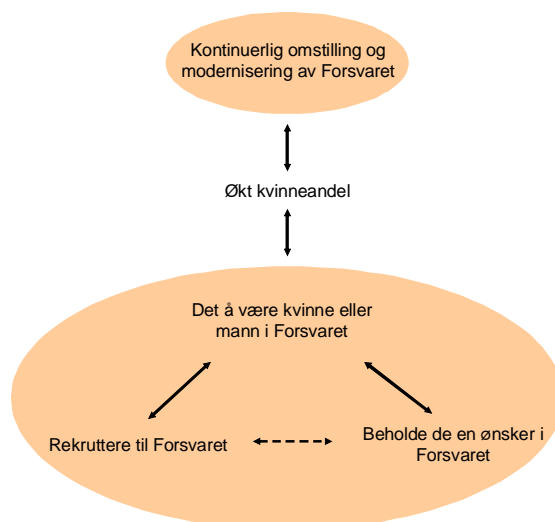 Kontinuerlig omstilling og
modernisering av Forsvaret
Økt kvinneandel
Det å være kvinne eller
mann i Forsvaret
Rekruttere til Forsvaret
Beholde de en ønsker i
Forsvaret